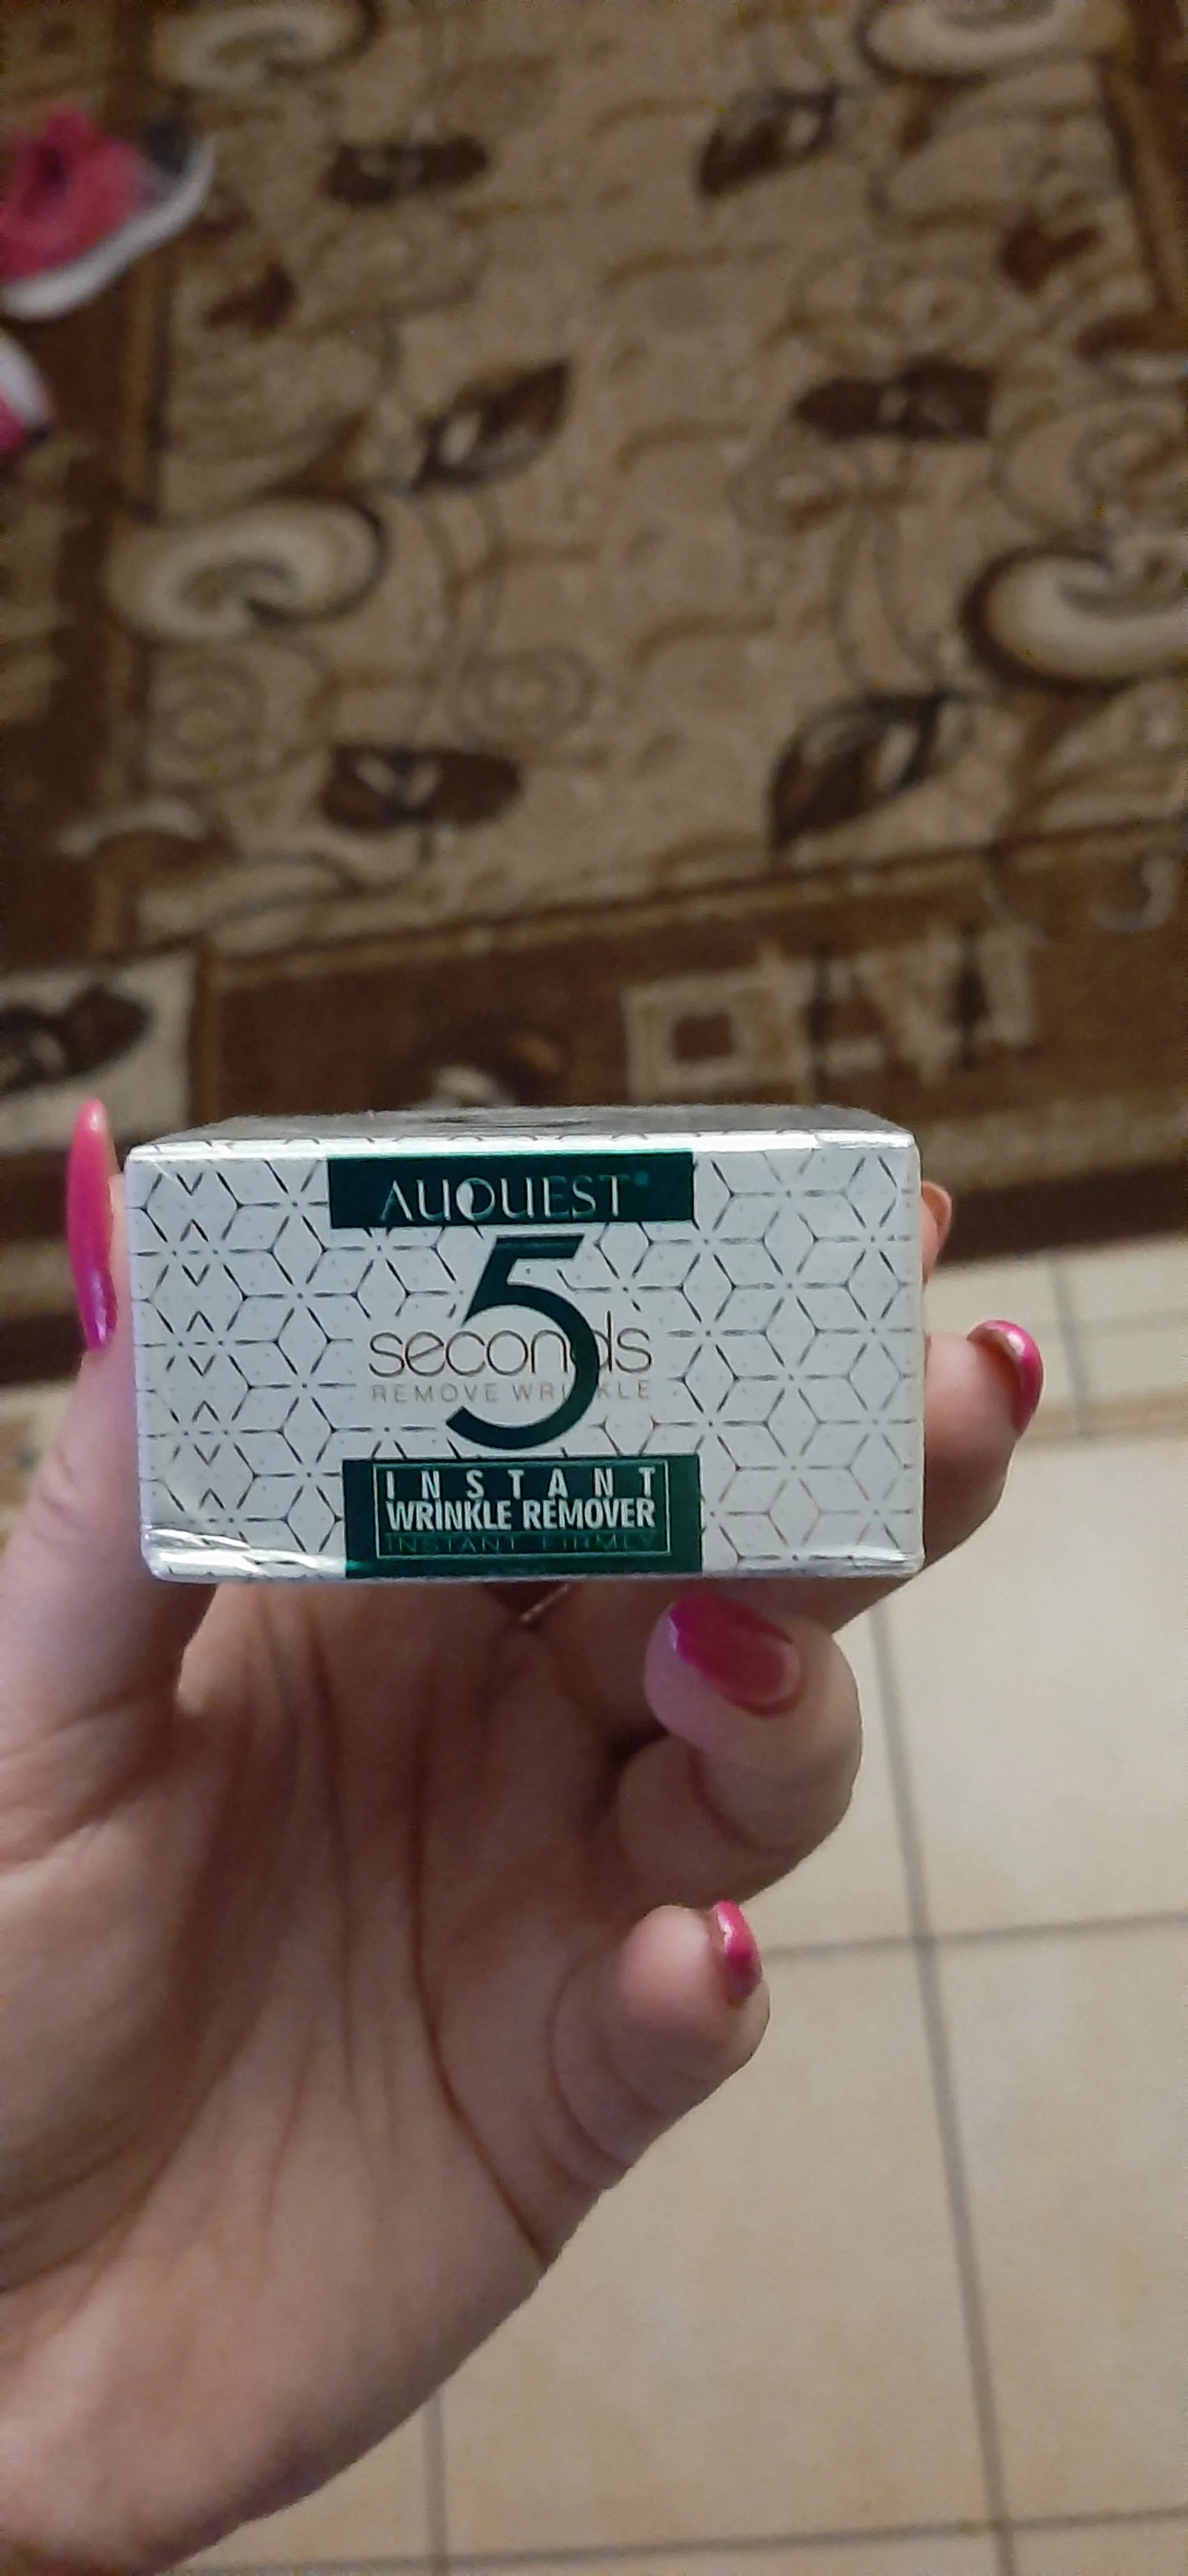 AUQUEST®
5
seconds
REMOVE WRINKLE
INSTANT
WRINKLE REMOVER
INSTANT FIRMLY